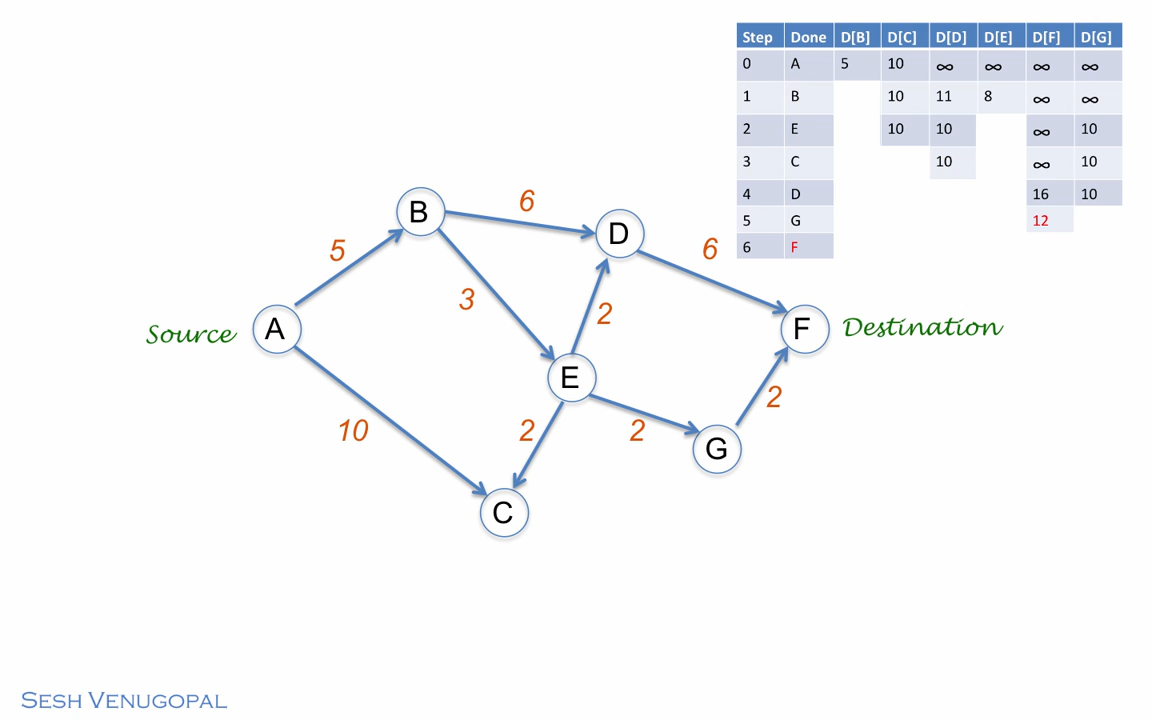 Step Done D[B] D[C] D[D] D[E] D[F] D[G]
0 A 5 10 ∞ ∞ ∞ ∞
1 B 10 11 8 ∞ ∞
2 E 10 10 ∞ 10
3 C 10 ∞ 10
4 D 16 10
5 G 12
6 F
B
6
D
5
6
3
2
Source
A
F
Destination
E
2
10
2
2
G
C
SESH VENUGOPAL